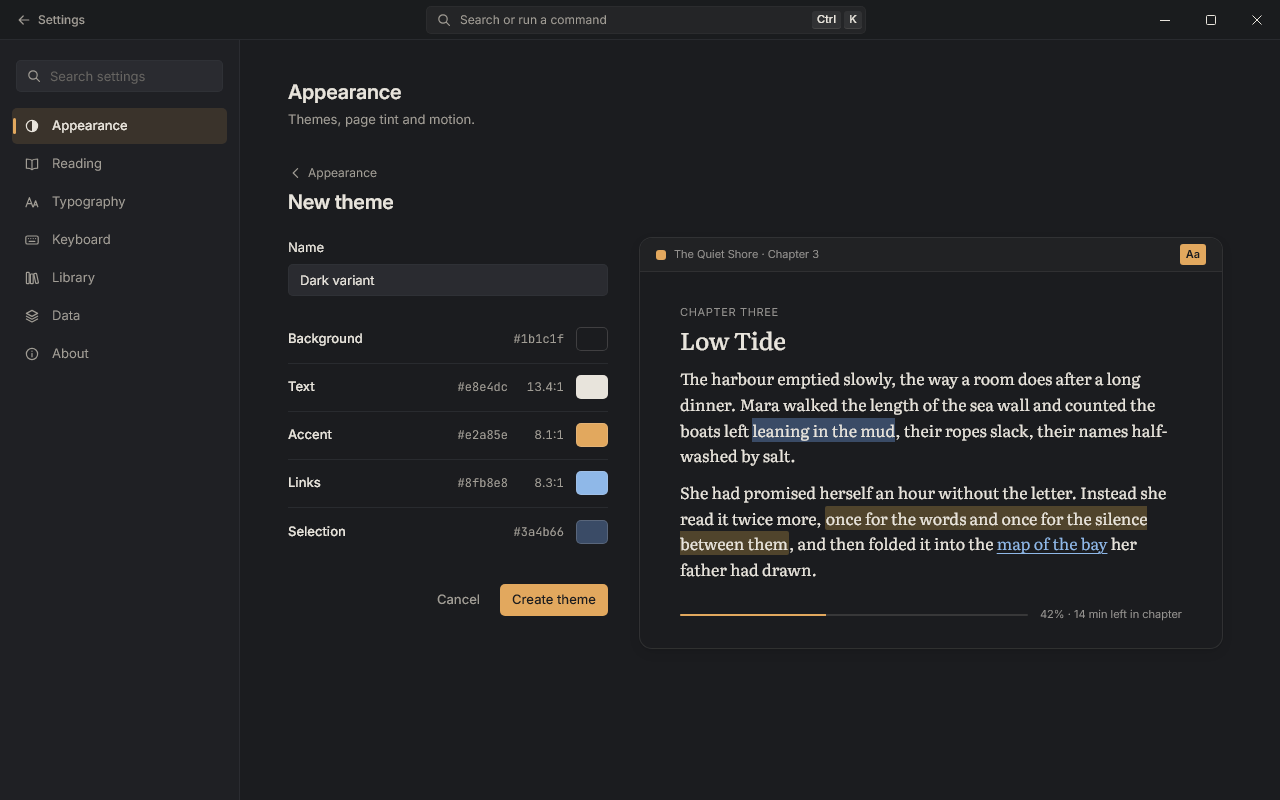 Settings
Search or run a command
Ctrl K
Search settings
Appearance
Reading
Typography
Keyboard
Library
Data
About
Appearance
Themes, page tint and motion.
Appearance
New theme
Name
Dark variant
Background #1b1c1f
Text #e8e4dc 13.4:1
Accent #e2a85e 8.1:1
Links #8fb8e8 8.3:1
Selection #3a4b66
Cancel
Create theme
The Quiet Shore · Chapter 3
Aa
CHAPTER THREE
Low Tide
The harbour emptied slowly, the way a room does after a long
dinner. Mara walked the length of the sea wall and counted the
boats left leaning in the mud, their ropes slack, their names half-
washed by salt.
She had promised herself an hour without the letter. Instead she
read it twice more, once for the words and once for the silence
between them, and then folded it into the map of the bay her
father had drawn.
42% · 14 min left in chapter